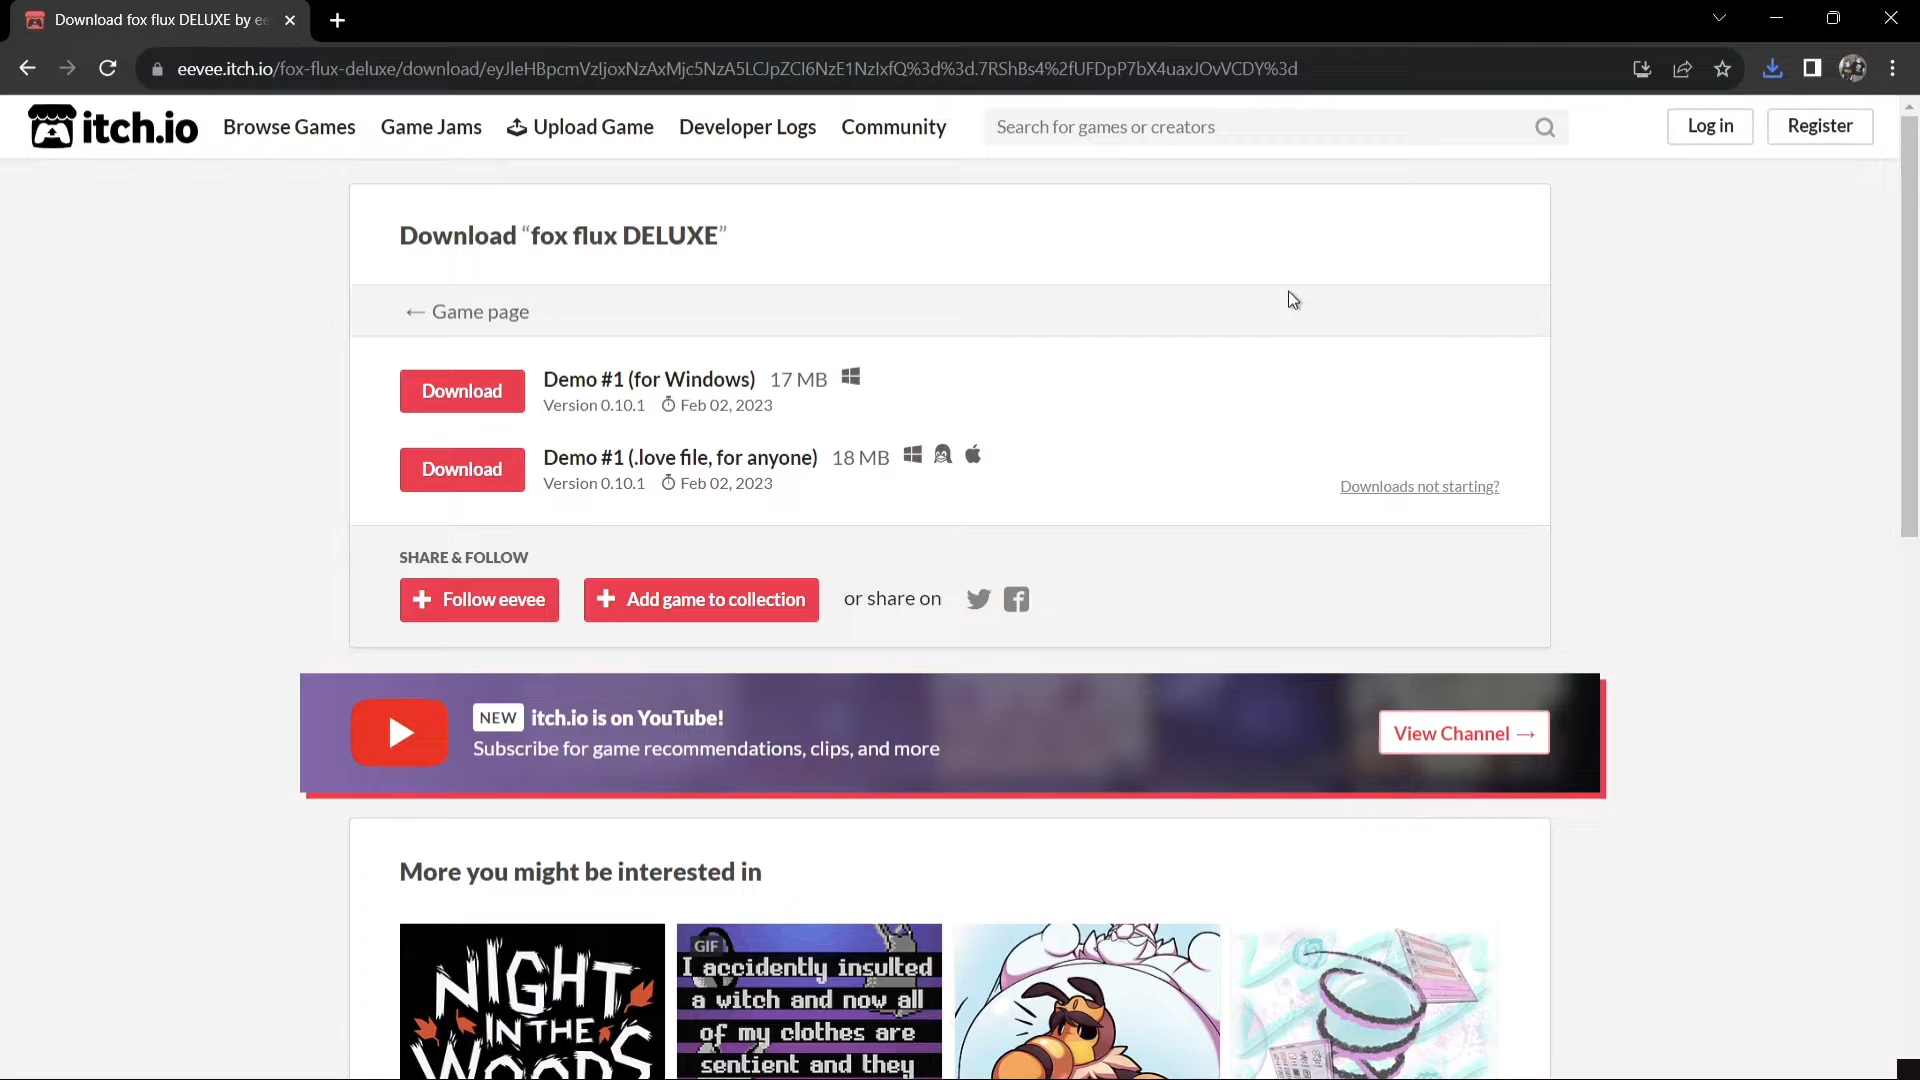 Download fox flux DELUXE by ee
eevee.itch.io/fox-flux-deluxe/download/eyJleHBpcmVzIjoxNzAxMjc5NzA5LCJpZCI6NzE1NzIxfQ%3d%3d.7RShBs4%2fUFDpP7bX4uaxJOvVCDY%3d
itch.io Browse Games Game Jams Upload Game Developer Logs Community Search for games or creators Log in Register
Download “fox flux DELUXE”
← Game page
Download Demo #1 (for Windows) 17 MB
Version 0.10.1 Feb 02, 2023
Download Demo #1 (.love file, for anyone) 18 MB
Version 0.10.1 Feb 02, 2023
Downloads not starting?
SHARE & FOLLOW
Follow eevee Add game to collection or share on
NEW itch.io is on YouTube!
Subscribe for game recommendations, clips, and more
View Channel →
More you might be interested in
NIGHT
IN THE
WOODS
GIF
I accidently insulted
a witch and now all
of my clothes are
sentient and they